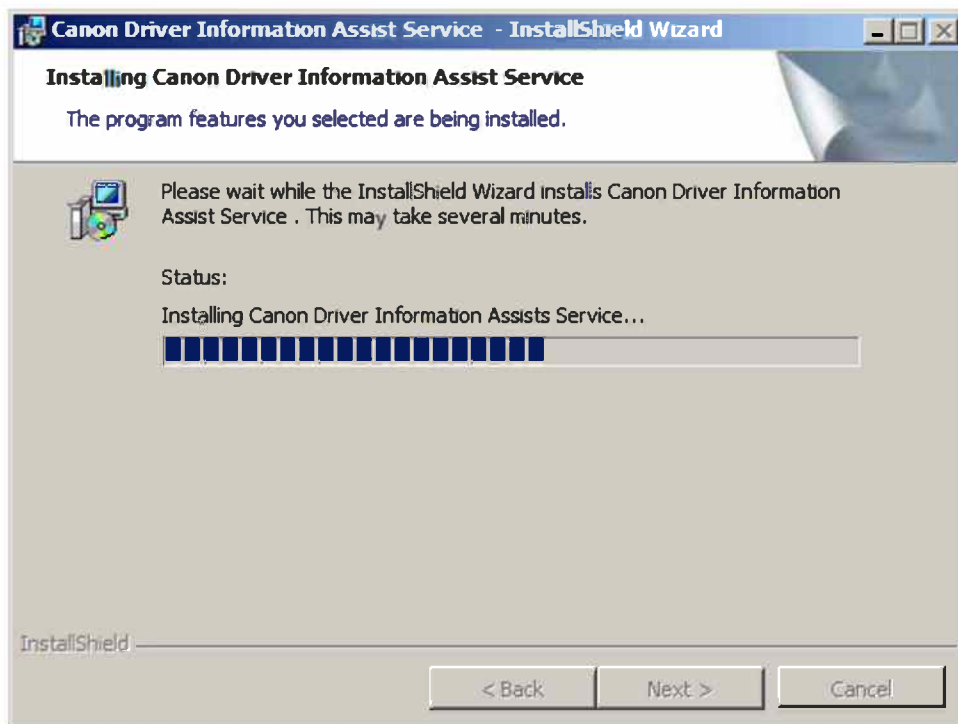 Canon Driver Information Assist Service - InstallShield Wizard
Installing Canon Driver Information Assist Service
The program features you selected are being installed.
Please wait while the InstallShield Wizard installs Canon Driver Information
Assist Service . This may take several minutes.
Status:
Installing Canon Driver Information Assists Service...
InstallShield
< Back
Next >
Cancel